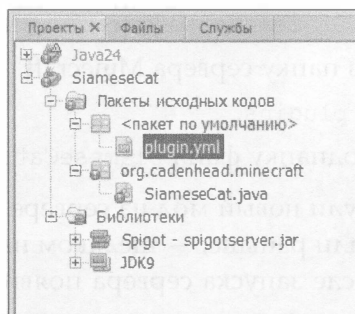 Проекты × Файлы Службы
Java24
SiameseCat
Пакеты исходных кодов
<пакет по умолчанию>
plugin.yml
org.cadenhead.minecraft
SiameseCat.java
Библиотеки
Spigot - spigotserver.jar
JDK9